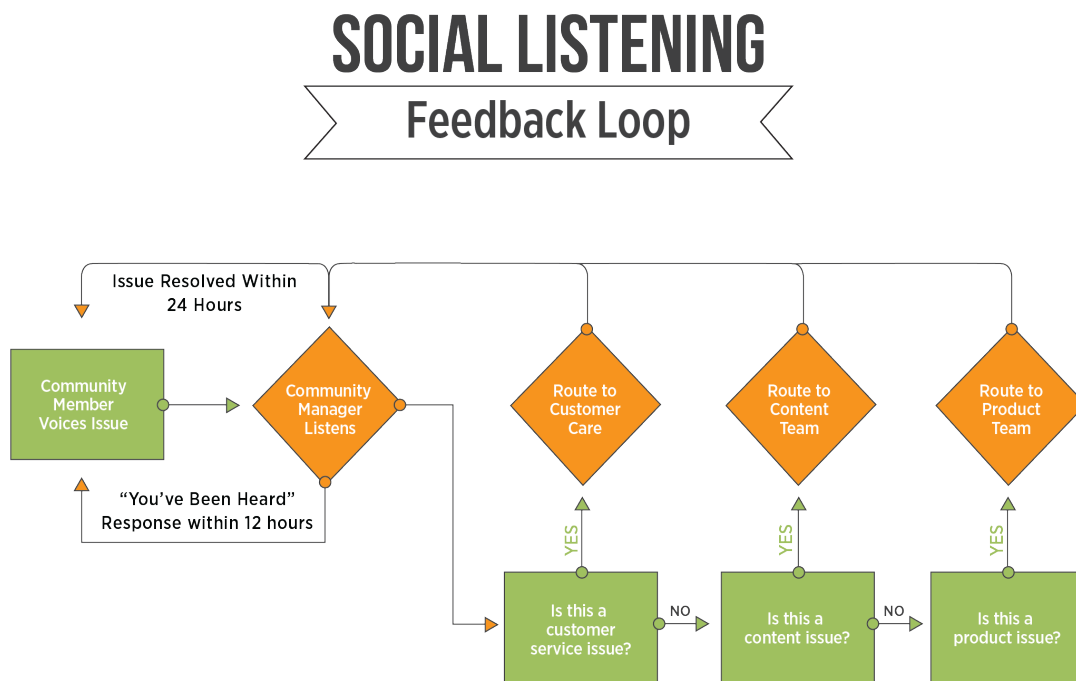 SOCIAL LISTENING
Feedback Loop
Issue Resolved Within
24 Hours
Community
Member
Voices Issue
Community
Manager
Listens
Route to
Customer
Care
Route to
Content
Team
Route to
Product
Team
“You’ve Been Heard”
Response within 12 hours
YES
YES
YES
Is this a
customer
service issue?
NO
Is this a
content issue?
NO
Is this a
product issue?